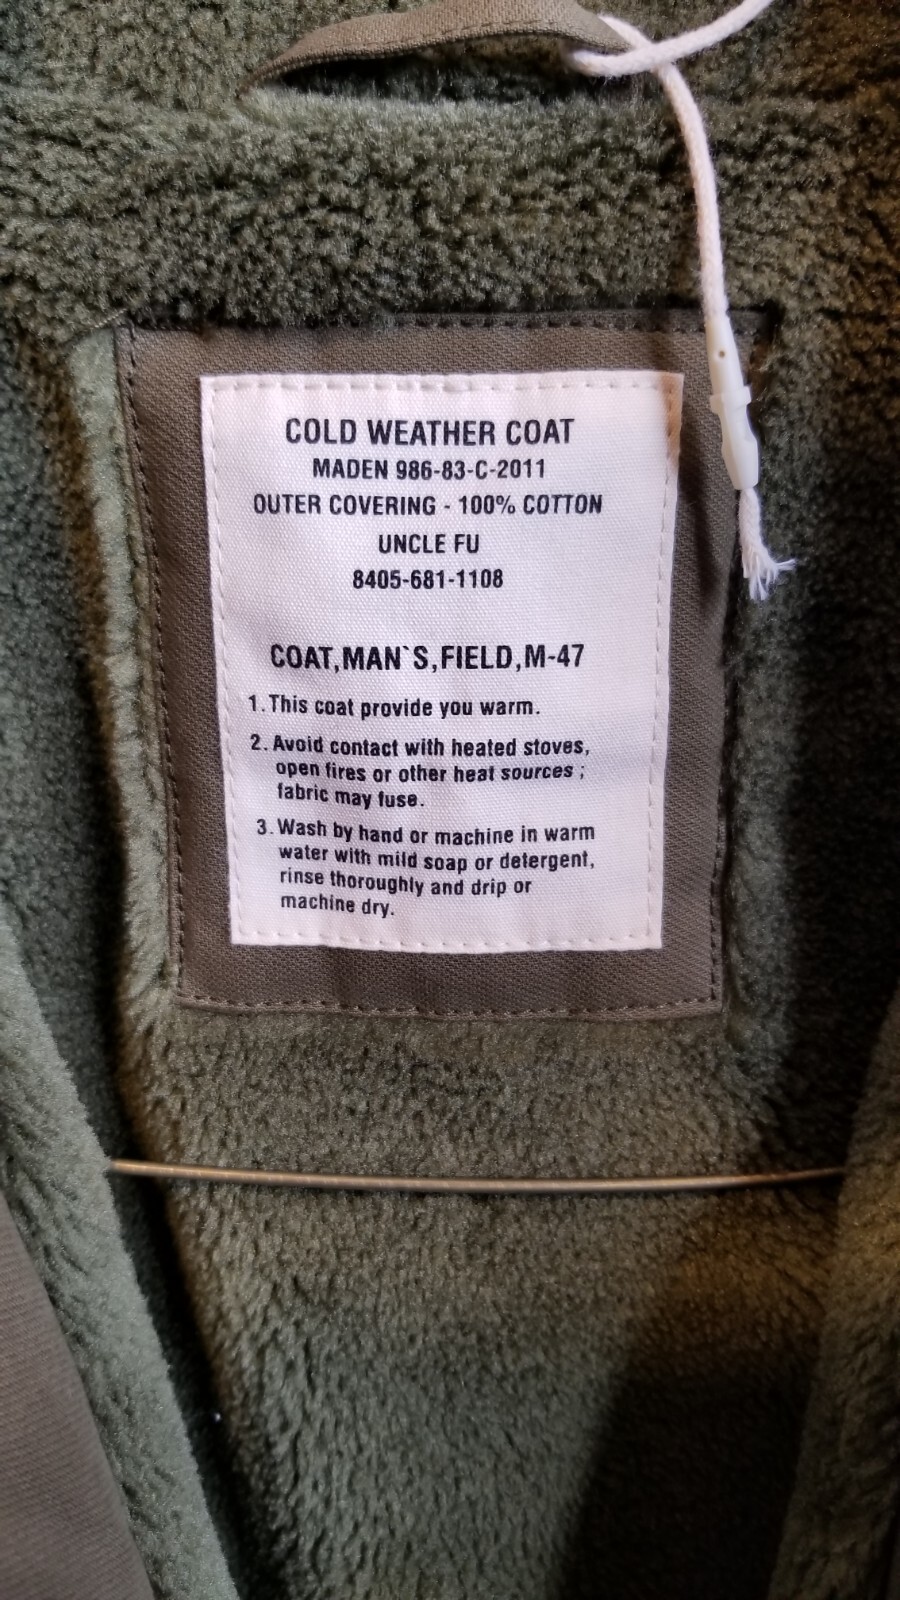 COLD WEATHER COAT
MADEN 986-83-C-2011
OUTER COVERING - 100% COTTON
UNCLE FU
8405-681-1108
COAT,MAN`S,FIELD,M-47
1.This coat provide you warm.
2. Avoid contact with heated stoves,
open fires or other heat sources ;
fabric may fuse.
3. Wash by hand or machine in warm
water with mild soap or detergent,
rinse thoroughly and drip or
machine dry.